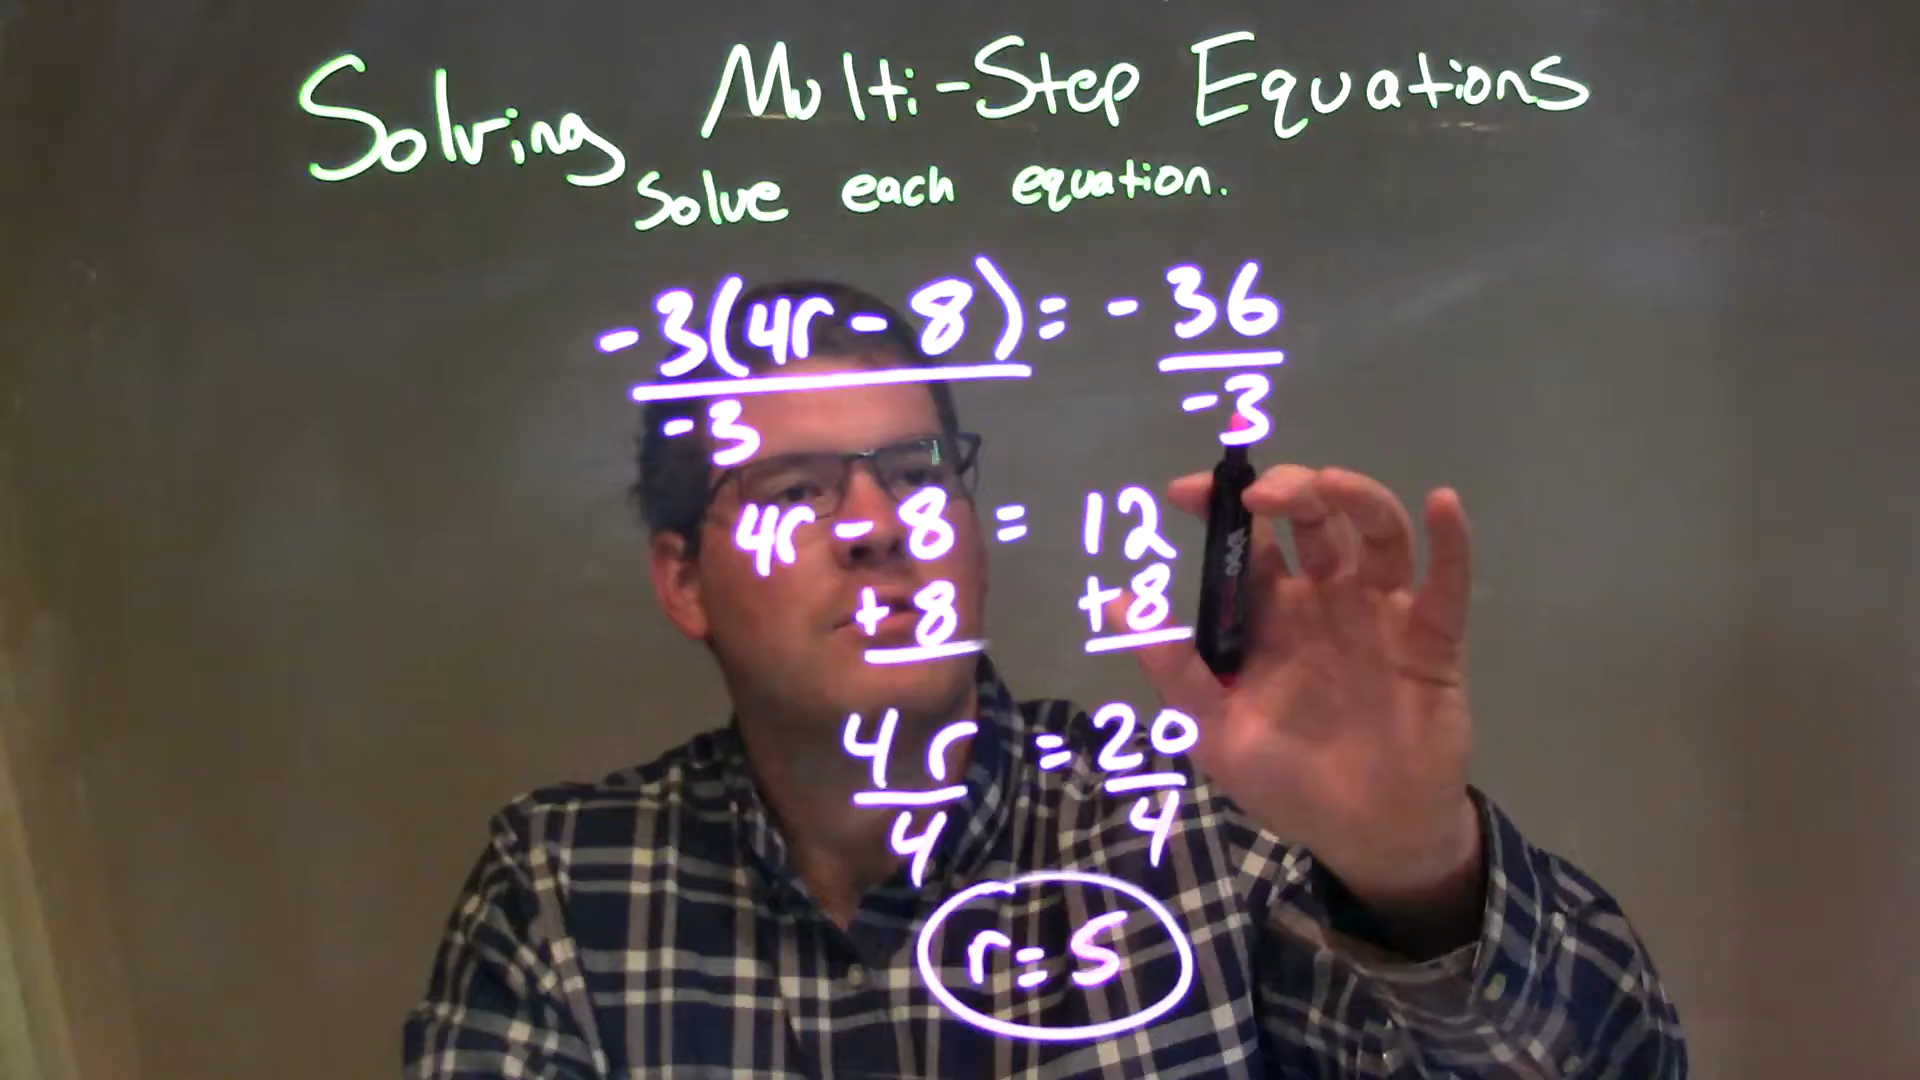 Solving Multi-Step Equations
Solve each equation.
-3(4r-8) = -36
-3 -3
4r-8 = 12
+8 +8
4r = 20
4 4
r=5
EXPO